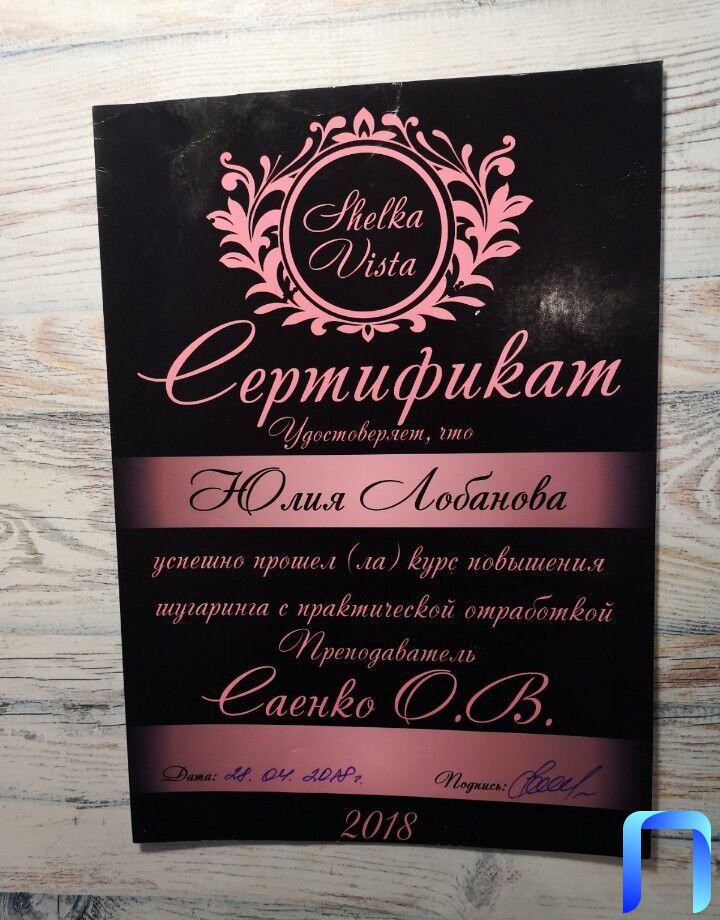 Shelka
Vista
Сертификат
Удостоверяет, что
Юлия Лобанова
успешно прошел (ла) курс повышения
шугаринга с практической отработкой
Преподаватель
Саенко О.В.
Дата: 28. 04. 2018г. Подпись:
2018